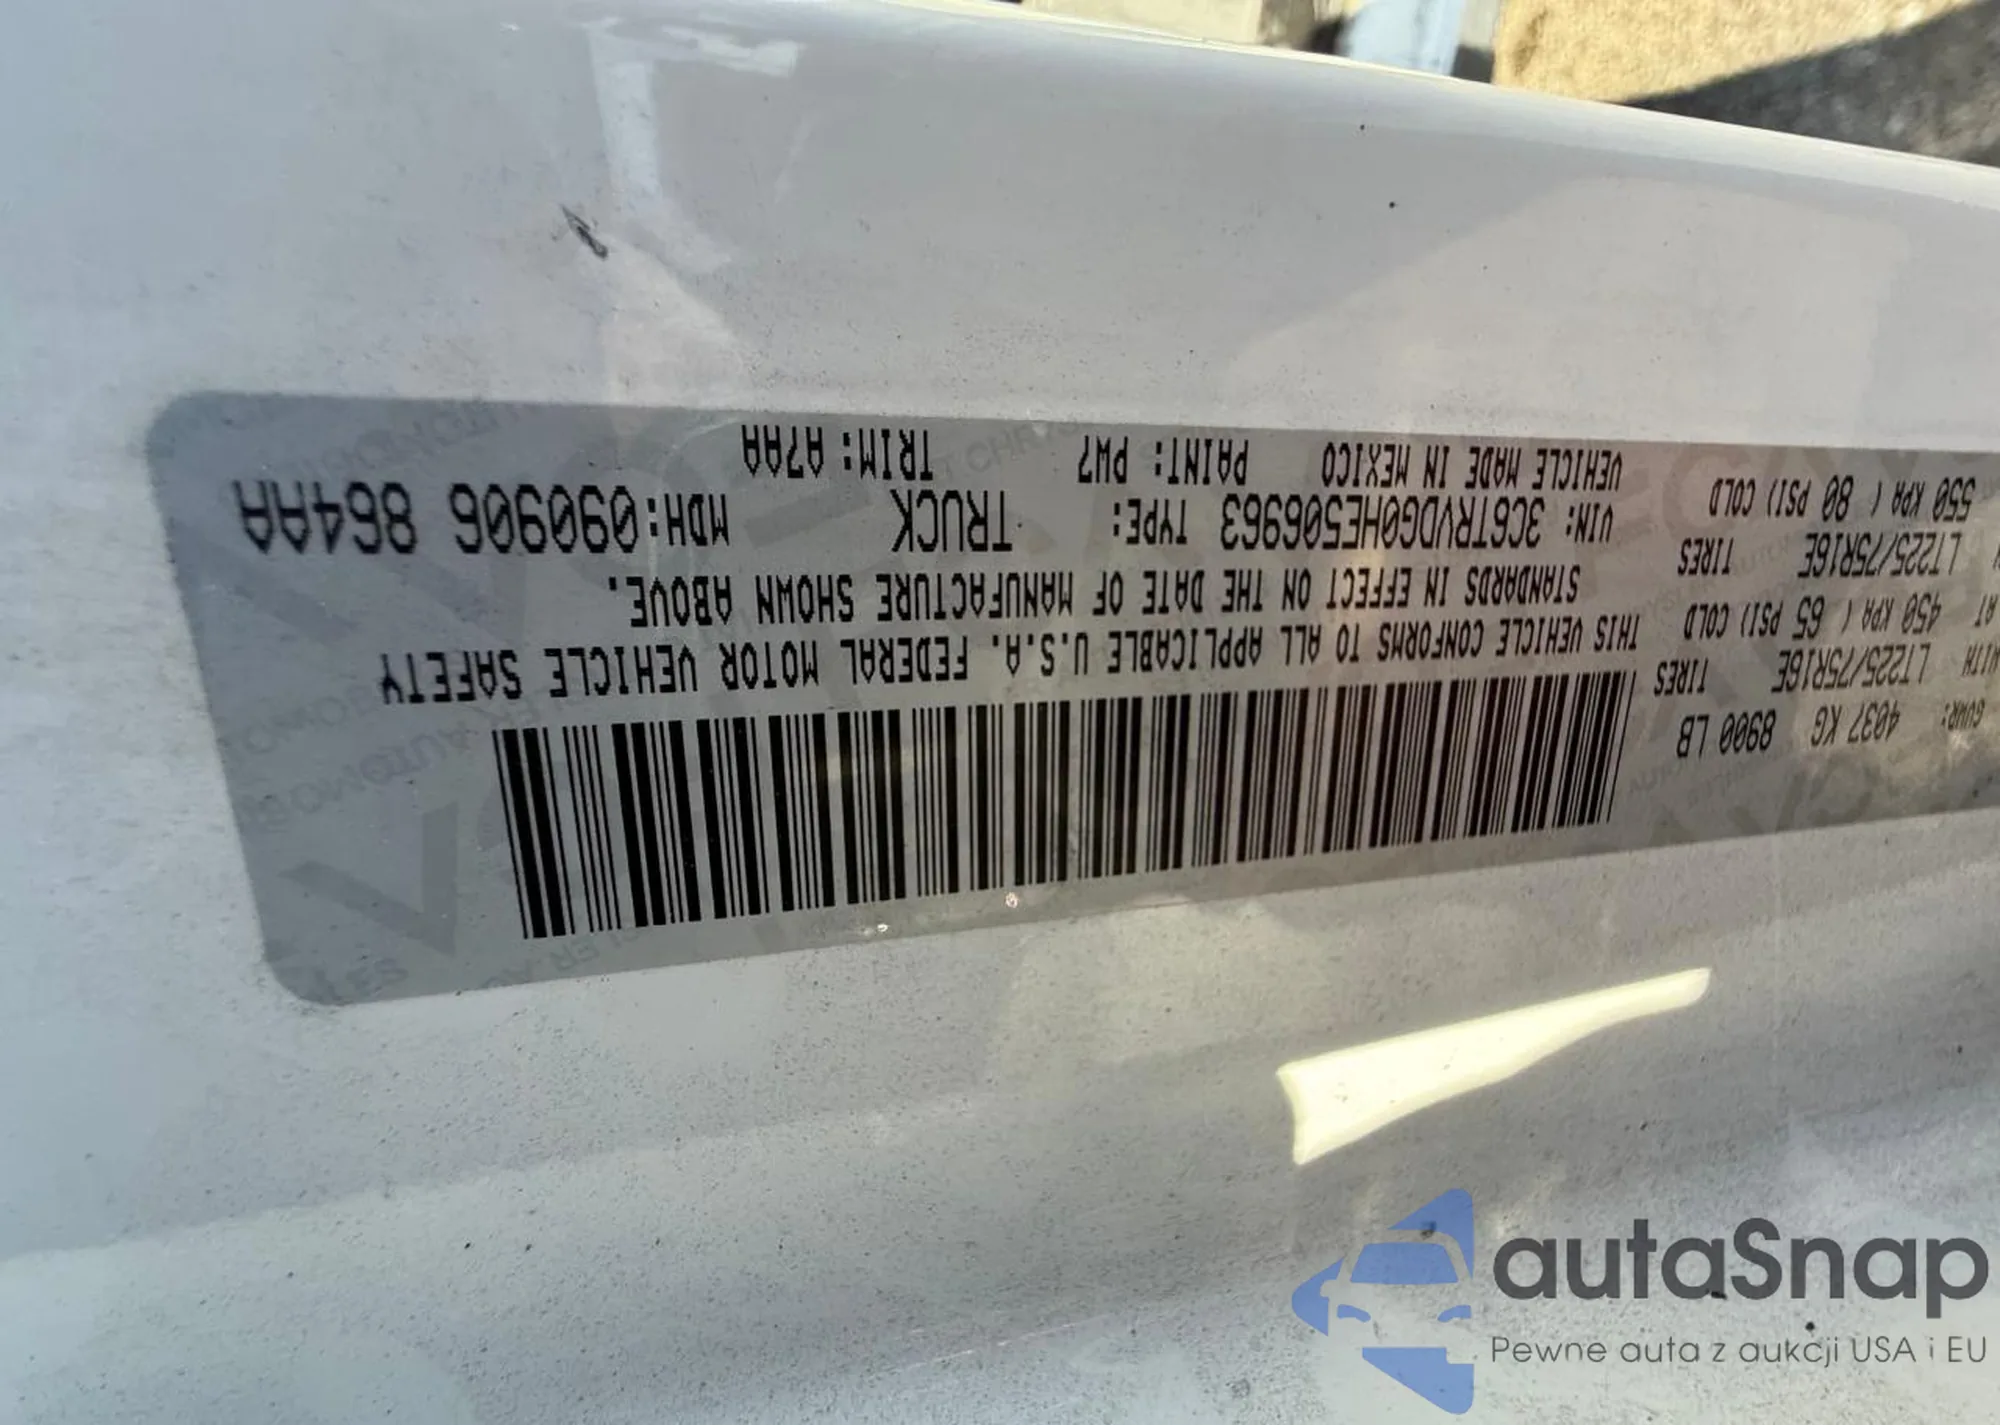 GVWR: 4037 KG 8900 LB
WITH LT225/75R16E TIRES
AT 450 KPA ( 65 PSI) COLD
LT225/75R16E TIRES
550 KPA ( 80 PSI) COLD
THIS VEHICLE CONFORMS TO ALL APPLICABLE U.S.A. FEDERAL MOTOR VEHICLE SAFETY
STANDARDS IN EFFECT ON THE DATE OF MANUFACTURE SHOWN ABOVE.
VIN: 3C6TRVDG0HE506963 TYPE: TRUCK MDH:090906 864AA
VEHICLE MADE IN MEXICO PAINT: PW7 TRIM: A7AA
autaSnap
Pewne auta z aukcji USA i EU